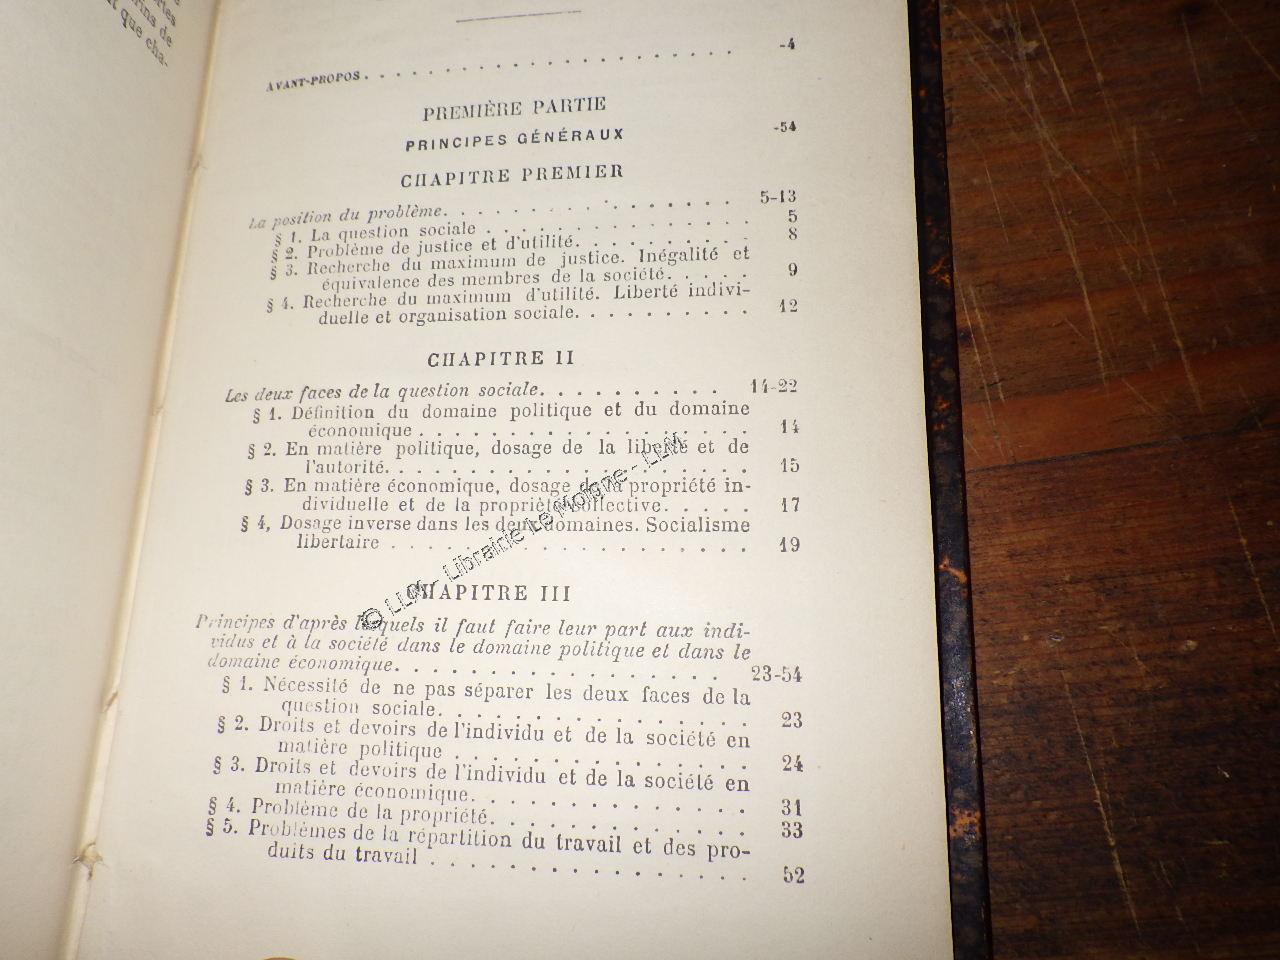 rina de
t que cha-
AVANT-PROPOS. . . . . . . . . . . . . . . . . . . -4
PREMIÈRE PARTIE
PRINCIPES GÉNÉRAUX -54
CHAPITRE PREMIER
La position du problème. . . . . . . . . . . . . . . 5-13
§ 1. La question sociale . . . . . . . . . . . . . . 5
§ 2. Problème de justice et d'utilité. . . . . . . . . 8
§ 3. Recherche du maximum de justice. Inégalité et
équivalence des membres de la société. . . . . 9
§ 4. Recherche du maximum d'utilité. Liberté indivi-
duelle et organisation sociale. . . . . . . . . . 12
CHAPITRE II
Les deux faces de la question sociale. . . . . . . . . . 14-22
§ 1. Définition du domaine politique et du domaine
économique . . . . . . . . . . . . . . . . . . 14
§ 2. En matière politique, dosage de la liberté et de
l'autorité. . . . . . . . . . . . . . . . . . . . 15
§ 3. En matière économique, dosage de la propriété in-
dividuelle et de la propriété collective. . . . . 17
§ 4, Dosage inverse dans les deux domaines. Socialisme
libertaire . . . . . . . . . . . . . . . . . . . 19
© LLM - Librairie Le Moigne - LLM
CHAPITRE III
Principes d'après lesquels il faut faire leur part aux indi-
vidus et à la société dans le domaine politique et dans le
domaine économique. . . . . . . . . . . . . . . . 23-54
§ 1. Nécessité de ne pas séparer les deux faces de la
question sociale. . . . . . . . . . . . . . . . 23
§ 2. Droits et devoirs de l'individu et de la société en
matière politique . . . . . . . . . . . . . . . 24
§ 3. Droits et devoirs de l'individu et de la société en
matière économique. . . . . . . . . . . . . . 31
§ 4. Problème de la propriété. . . . . . . . . . . . . 33
§ 5. Problèmes de la répartition du travail et des pro-
duits du travail . . . . . . . . . . . . . . . . 52